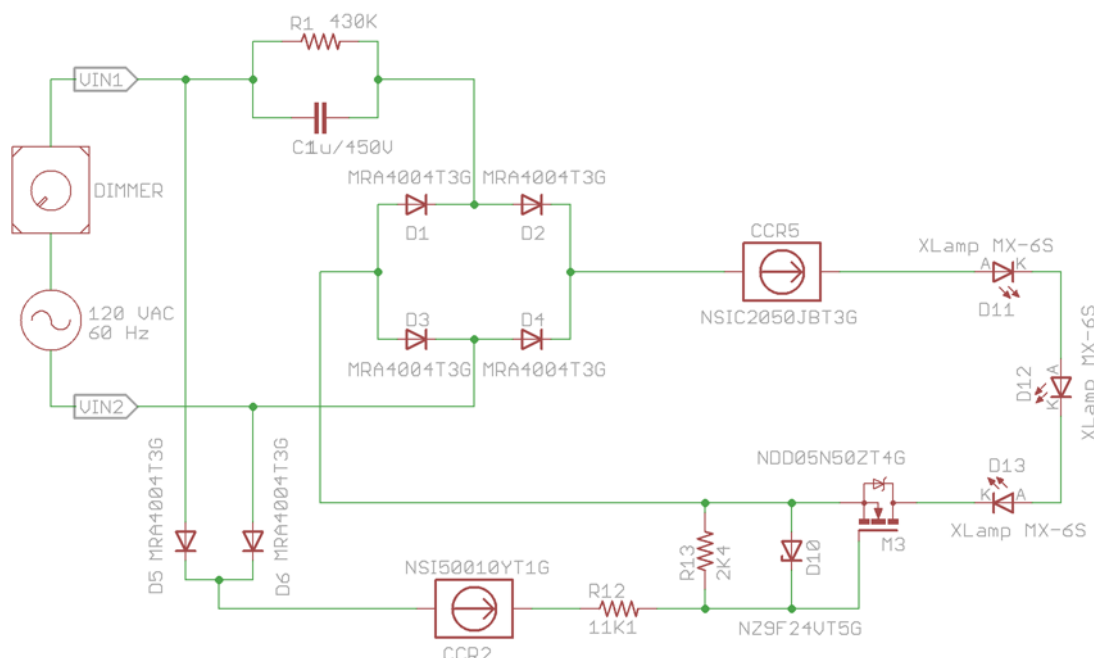 R1 430K
VIN1
C1u/450V
MRA4004T3G MRA4004T3G
DIMMER
D1 D2
CCR5
XLamp MX-6S
A K
D11
120 VAC
60 Hz
D3 D4
NSIC2050JBT3G
MRA4004T3G MRA4004T3G
D12
A
K
XLamp MX-6S
VIN2
D5 MRA4004T3G
D6 MRA4004T3G
NDD05N50ZT4G
D13
K A
M3
XLamp MX-6S
R13
2K4
D10
NSI50010YT1G
R12
11K1
NZ9F24VT5G
CCR2